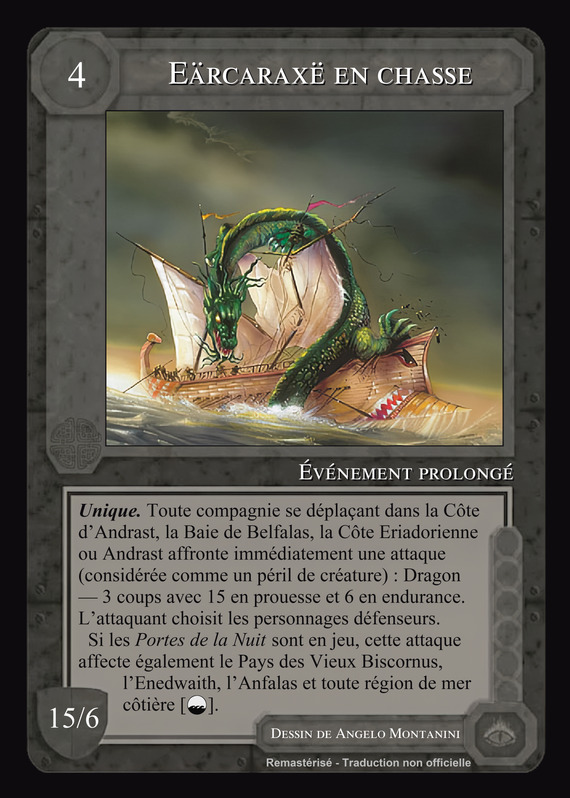 4
Eärcaraxë en chasse
Événement prolongé
Unique. Toute compagnie se déplaçant dans la Côte
d'Andrast, la Baie de Belfalas, la Côte Eriadorienne
ou Andrast affronte immédiatement une attaque
(considérée comme un péril de créature) : Dragon
— 3 coups avec 15 en prouesse et 6 en endurance.
L'attaquant choisit les personnages défenseurs.
Si les Portes de la Nuit sont en jeu, cette attaque
affecte également le Pays des Vieux Biscornus,
l'Enedwaith, l'Anfalas et toute région de mer
côtière [ ].
15/6
Dessin de Angelo Montanini
Remastérisé - Traduction non officielle